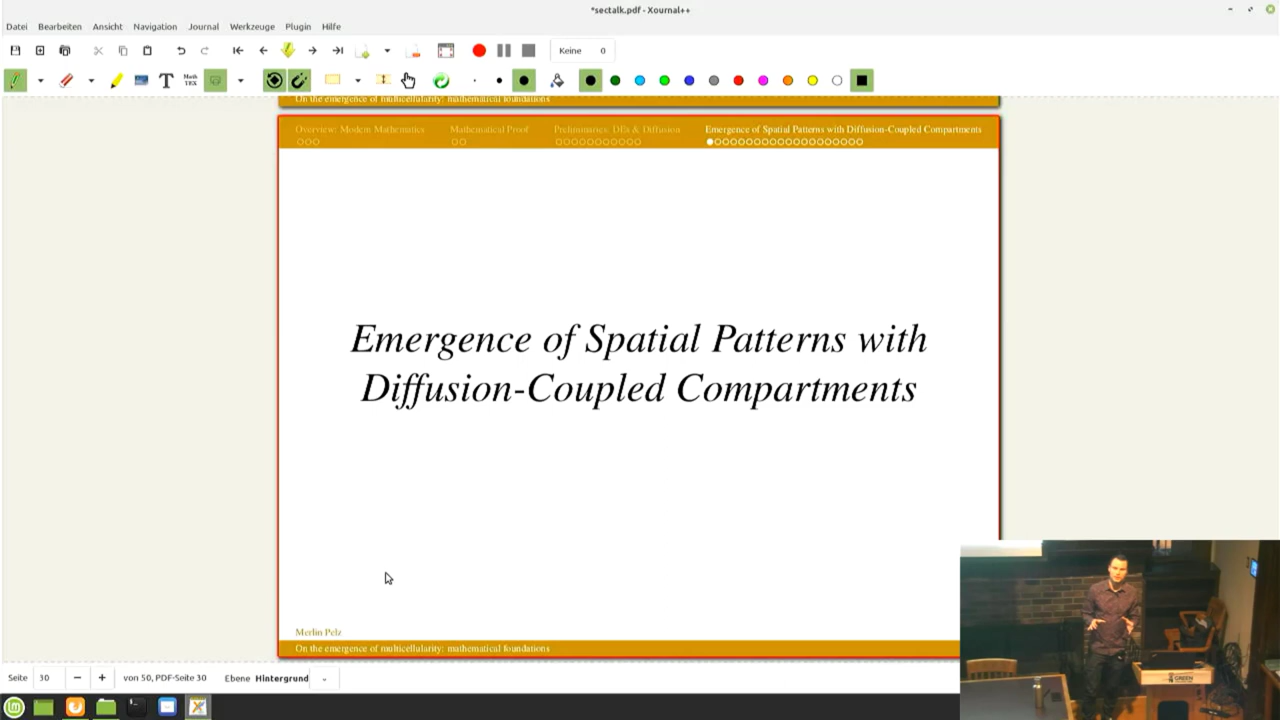 *sectalk.pdf - Xournal++
Datei Bearbeiten Ansicht Navigation Journal Werkzeuge Plugin Hilfe
Keine 0
T Math TEX
On the emergence of multicellularity: mathematical foundations
Overview: Modern Mathematics Mathematical Proof Preliminaries: DEs & Diffusion Emergence of Spatial Patterns with Diffusion-Coupled Compartments
Emergence of Spatial Patterns with
Diffusion-Coupled Compartments
Merlin Pelz
On the emergence of multicellularity: mathematical foundations
GREEN
Seite 30 von 50, PDF-Seite 30 Ebene Hintergrund